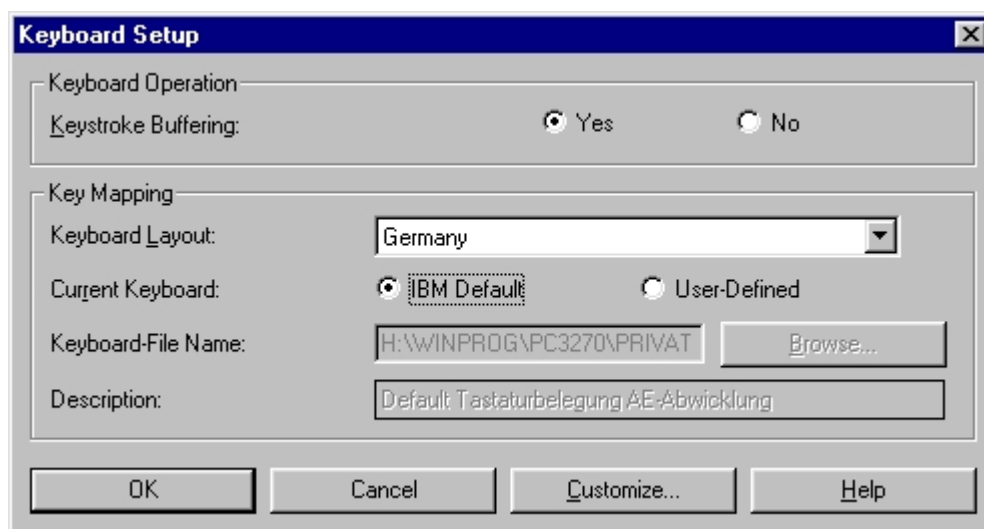 Keyboard Setup
Keyboard Operation
Keystroke Buffering: Yes No
Key Mapping
Keyboard Layout: Germany
Current Keyboard: IBM Default User-Defined
Keyboard-File Name: H:\WINPROG\PC3270\PRIVAT Browse...
Description: Default Tastaturbelegung AE-Abwicklung
OK Cancel Customize... Help